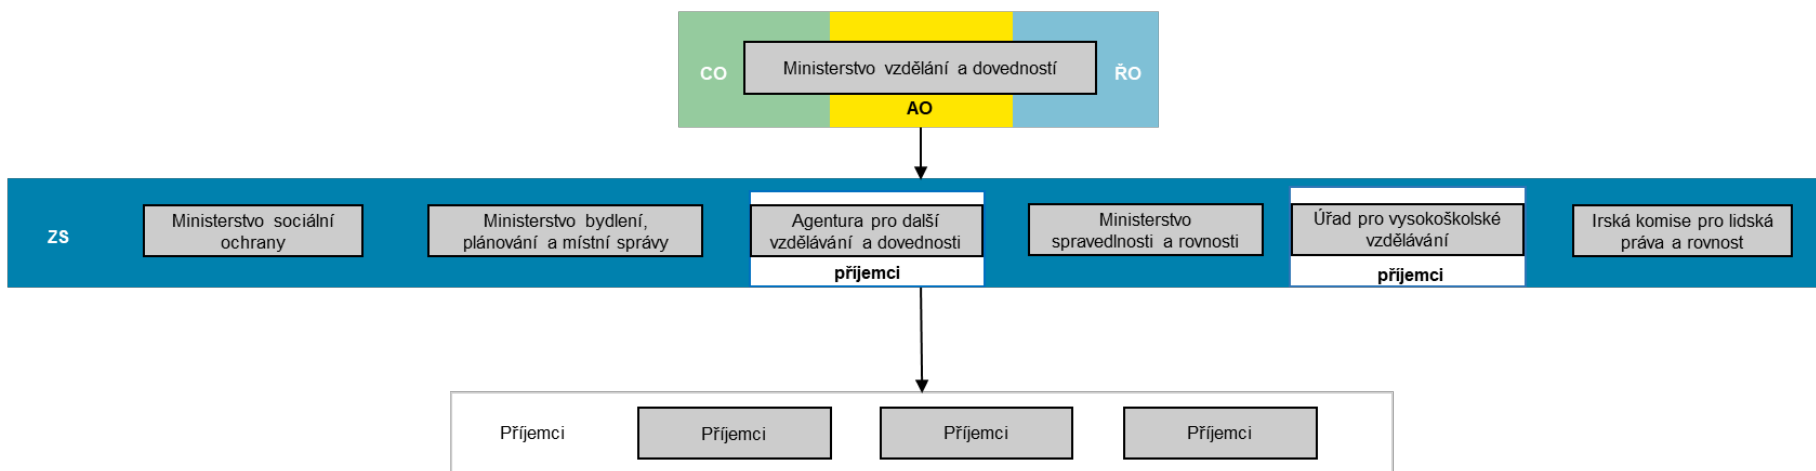 CO
Ministerstvo vzdělání a dovedností
ŘO
AO
ZS
Ministerstvo sociální
ochrany
Ministerstvo bydlení,
plánování a místní správy
Agentura pro další
vzdělávání a dovednosti
příjemci
Ministerstvo
spravedlnosti a rovnosti
Úřad pro vysokoškolské
vzdělávání
příjemci
Irská komise pro lidská
práva a rovnost
Příjemci
Příjemci
Příjemci
Příjemci